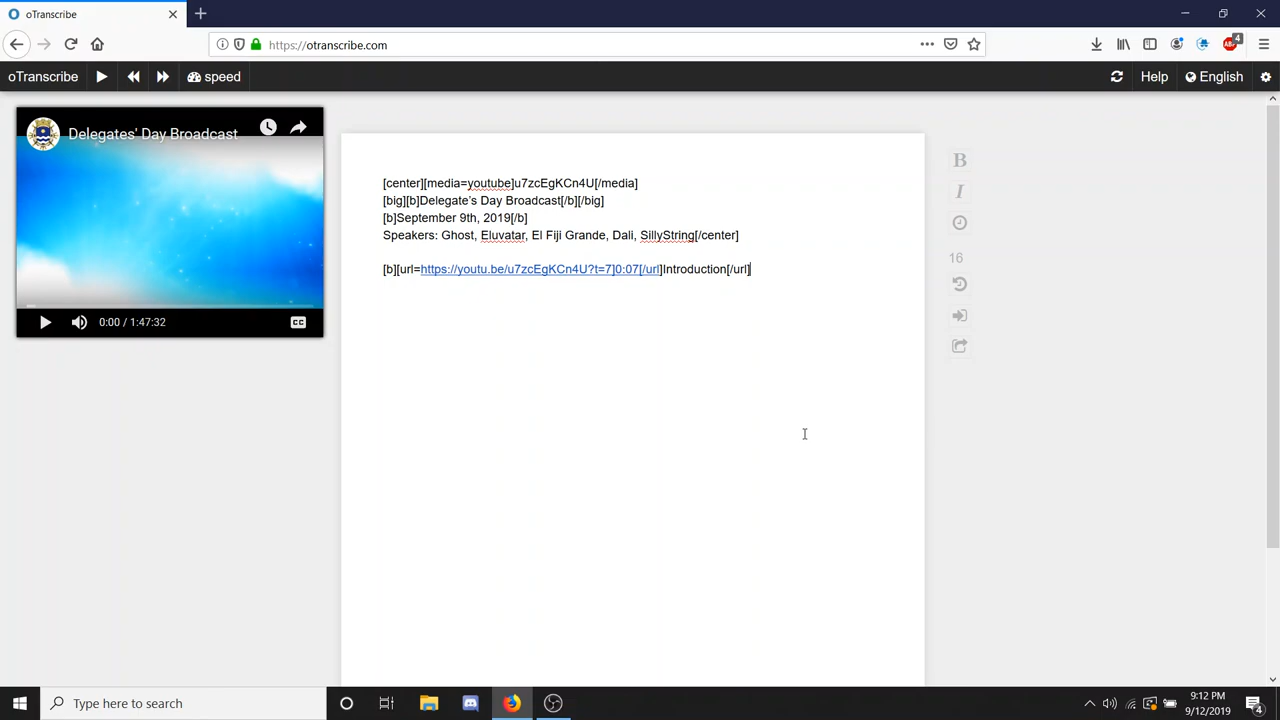 oTranscribe
https://otranscribe.com
4
oTranscribe
speed
Help
English
Delegates' Day Broadcast
0:00 / 1:47:32
CC
[center][media=youtube]u7zcEgKCn4U[/media]
[big][b]Delegate's Day Broadcast[/b][/big]
[b]September 9th, 2019[/b]
Speakers: Ghost, Eluvatar, El Fiji Grande, Dali, SillyString[/center]
[b][url=https://youtu.be/u7zcEgKCn4U?t=7]0:07[/url]Introduction[/url]
B
I
16
Type here to search
9:12 PM
9/12/2019
4